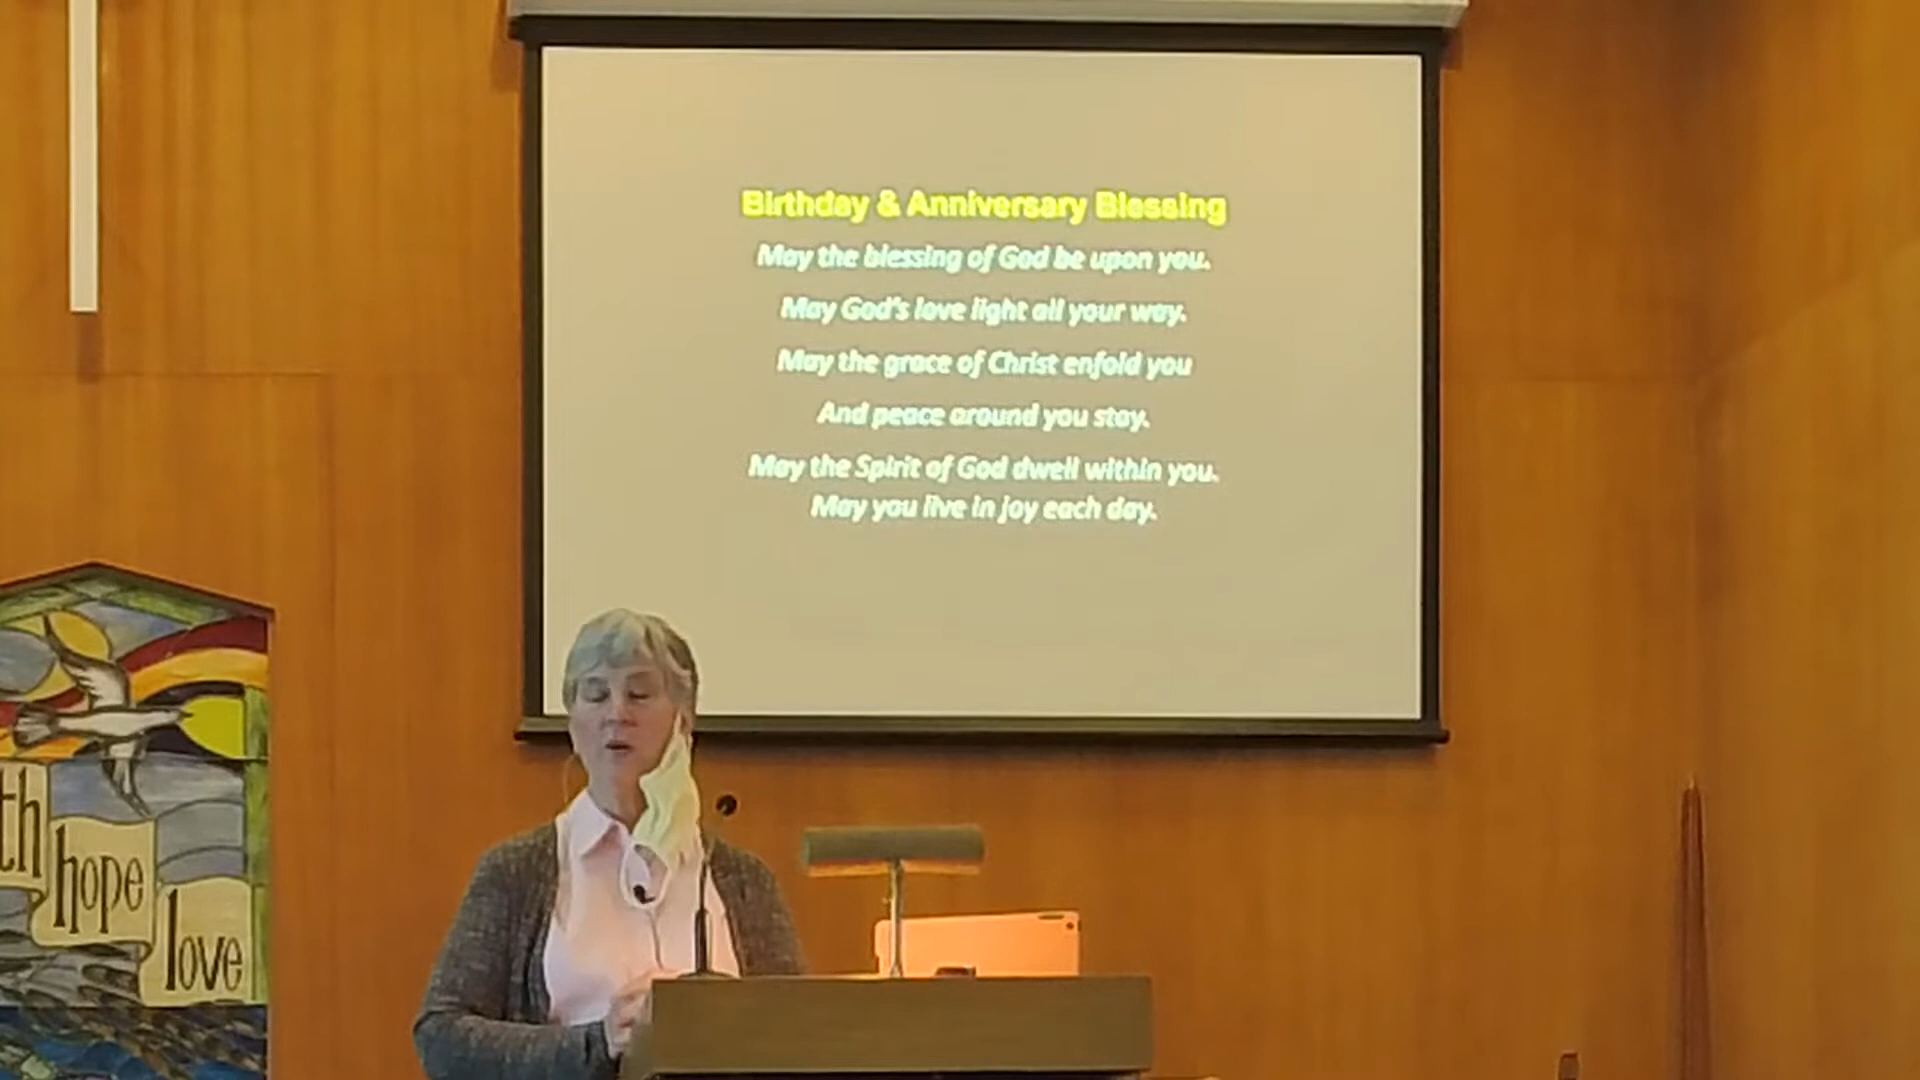 Birthday & Anniversary Blessing
May the blessing of God be upon you.
May God's love light all your way.
May the grace of Christ enfold you
And peace around you stay.
May the Spirit of God dwell within you.
May you live in joy each day.
th
hope
love